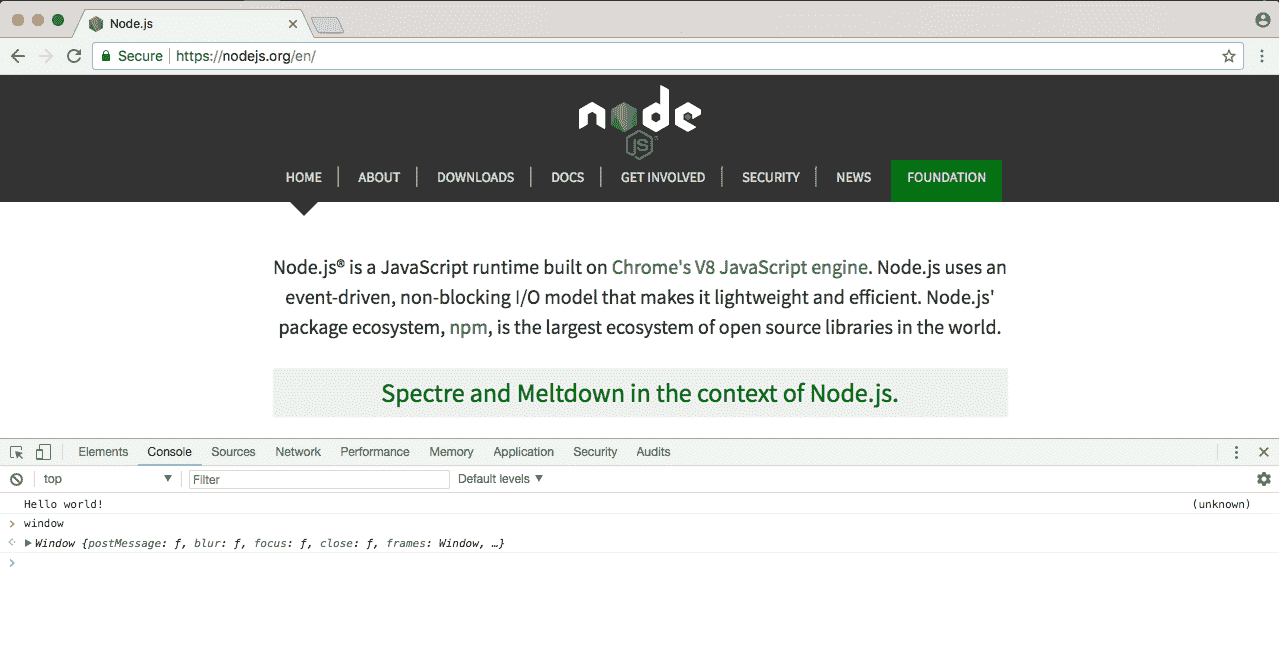 Node.js
Secure https://nodejs.org/en/
node
JS
HOME ABOUT DOWNLOADS DOCS GET INVOLVED SECURITY NEWS FOUNDATION
Node.js® is a JavaScript runtime built on Chrome's V8 JavaScript engine. Node.js uses an
event-driven, non-blocking I/O model that makes it lightweight and efficient. Node.js'
package ecosystem, npm, is the largest ecosystem of open source libraries in the world.
Spectre and Meltdown in the context of Node.js.
Elements Console Sources Network Performance Memory Application Security Audits
top Filter Default levels
Hello world! (unknown)
window
Window {postMessage: ƒ, blur: ƒ, focus: ƒ, close: ƒ, frames: Window, …}